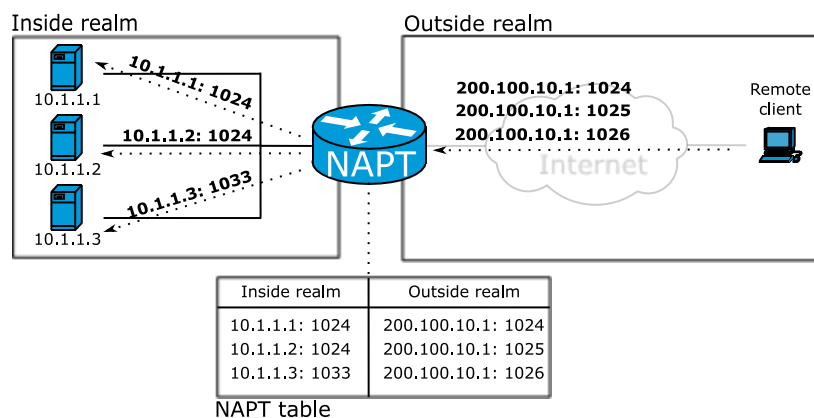 Inside realm
Outside realm
10.1.1.1
10.1.1.1: 1024
10.1.1.2: 1024
10.1.1.2
10.1.1.3: 1033
10.1.1.3
NAPT
200.100.10.1: 1024
200.100.10.1: 1025
200.100.10.1: 1026
Internet
Remote
client
Inside realm Outside realm
10.1.1.1: 1024 200.100.10.1: 1024
10.1.1.2: 1024 200.100.10.1: 1025
10.1.1.3: 1033 200.100.10.1: 1026
NAPT table